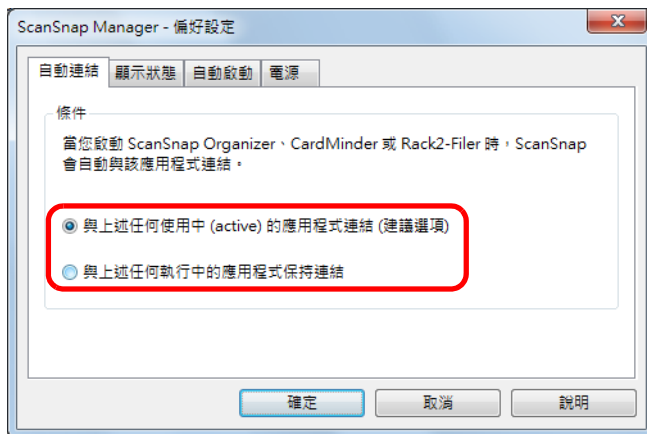 ScanSnap Manager - 偏好設定
自動連結 顯示狀態 自動啟動 電源
條件
當您啟動 ScanSnap Organizer、CardMinder 或 Rack2-Filer 時，ScanSnap
會自動與該應用程式連結。
與上述任何使用中 (active) 的應用程式連結 (建議選項)
與上述任何執行中的應用程式保持連結
確定 取消 說明